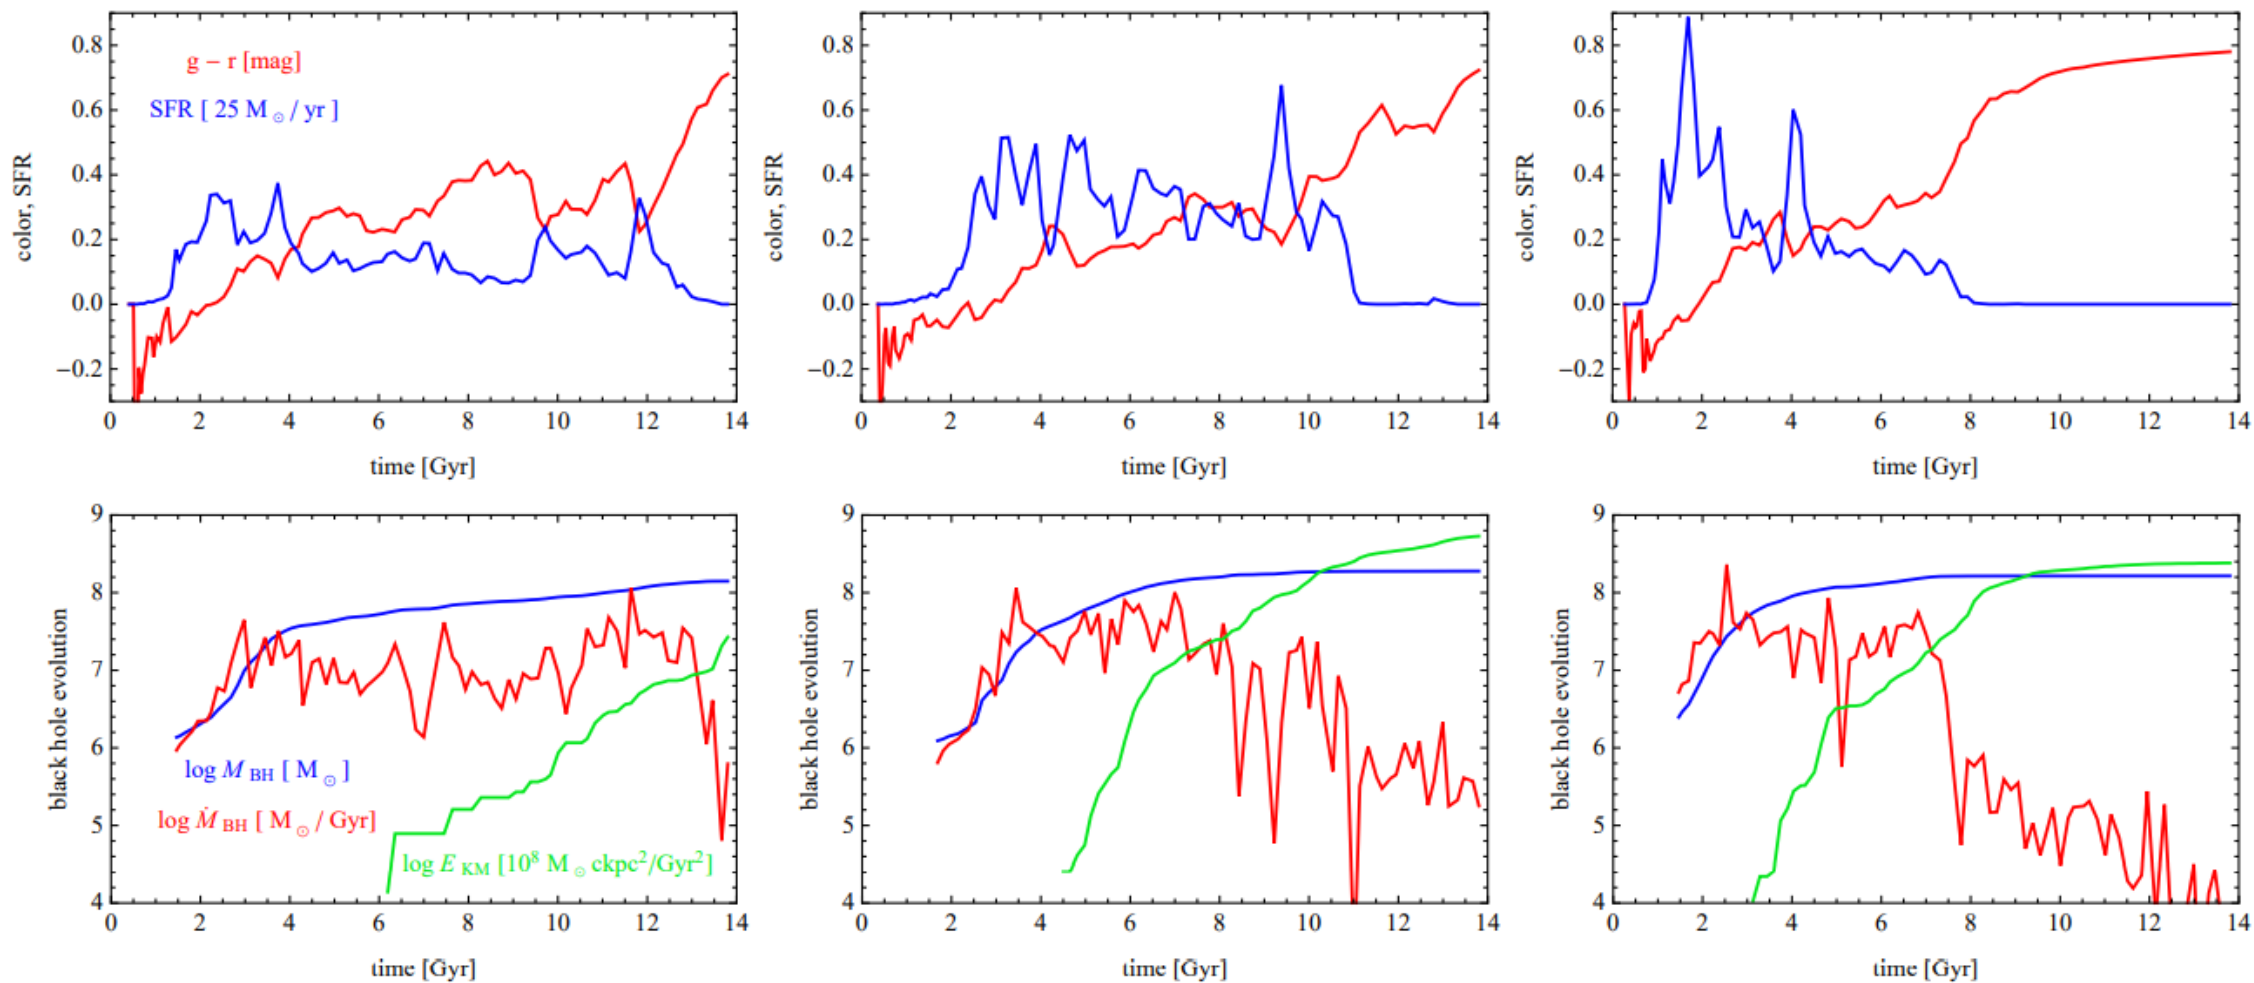 0.8
0.6
0.4
0.2
0.0
−0.2
color, SFR
g − r [mag]
SFR [ 25 M☉ / yr ]
0 2 4 6 8 10 12 14
time [Gyr]
0.8
0.6
0.4
0.2
0.0
−0.2
color, SFR
0 2 4 6 8 10 12 14
time [Gyr]
0.8
0.6
0.4
0.2
0.0
−0.2
color, SFR
0 2 4 6 8 10 12 14
time [Gyr]
9
8
7
6
5
4
black hole evolution
log M BH [ M☉ ]
log Ṁ BH [ M☉ / Gyr]
log E KM [10⁸ M☉ ckpc²/Gyr²]
0 2 4 6 8 10 12 14
time [Gyr]
9
8
7
6
5
4
black hole evolution
0 2 4 6 8 10 12 14
time [Gyr]
9
8
7
6
5
4
black hole evolution
0 2 4 6 8 10 12 14
time [Gyr]